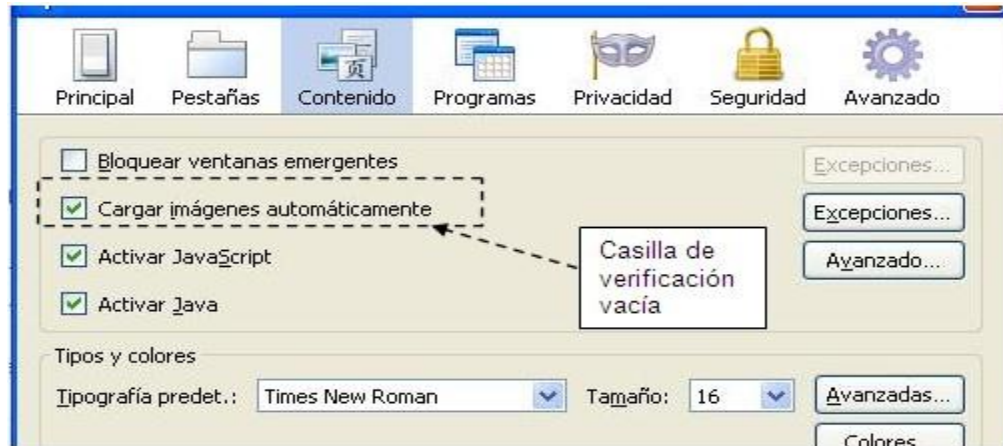 Principal Pestañas Contenido Programas Privacidad Seguridad Avanzado
Bloquear ventanas emergentes Excepciones...
Cargar imágenes automáticamente Excepciones...
Activar JavaScript Avanzado...
Activar Java
Casilla de
verificación
vacía
Tipos y colores
Tipografía predet.: Times New Roman Tamaño: 16 Avanzadas...
Colores